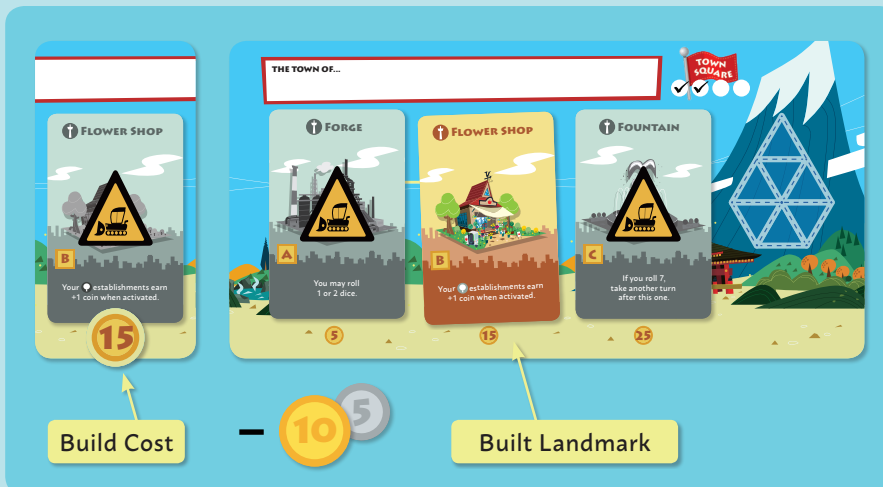 FLOWER SHOP
B
Your establishments earn
+1 coin when activated.
15
Build Cost
THE TOWN OF...
TOWN
SQUARE
FORGE
A
You may roll
1 or 2 dice.
5
FLOWER SHOP
B
Your establishments earn
+1 coin when activated.
15
FOUNTAIN
C
If you roll 7,
take another turn
after this one.
25
– 10 5
Built Landmark